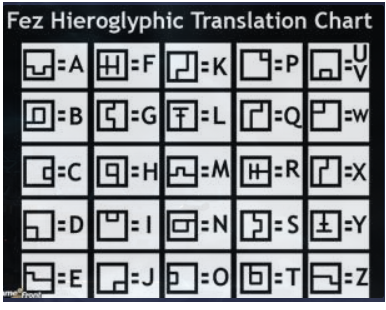 Fez Hieroglyphic Translation Chart
=A =F =K =P =U V
=B =G =L =Q =W
=C =H =M =R =X
=D =I =N =S =Y
=E =J =O =T =Z